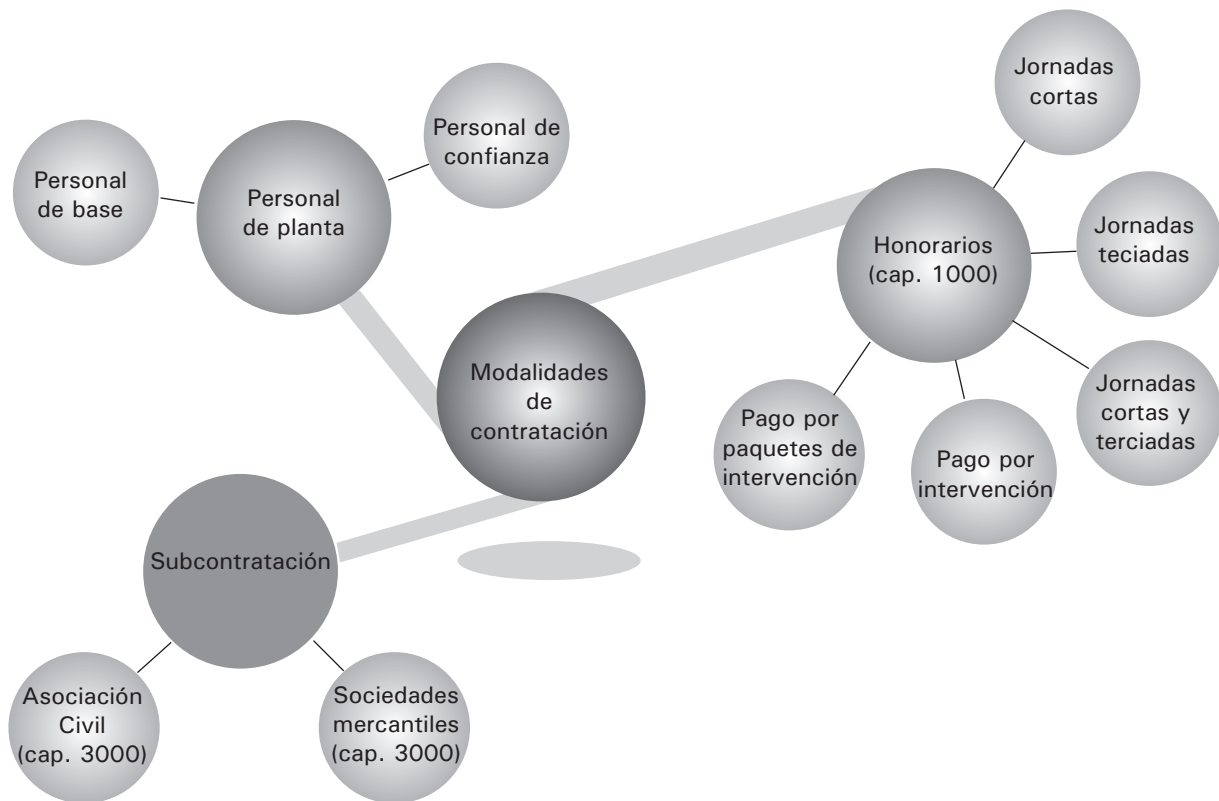 Jornadas
cortas
Personal de
confianza
Personal
de base
Personal
de planta
Jornadas
teciadas
Honorarios
(cap. 1000)
Modalidades
de
contratación
Jornadas
cortas y
terciadas
Pago por
paquetes de
intervención
Pago por
intervención
Subcontratación
Asociación
Civil
(cap. 3000)
Sociedades
mercantiles
(cap. 3000)